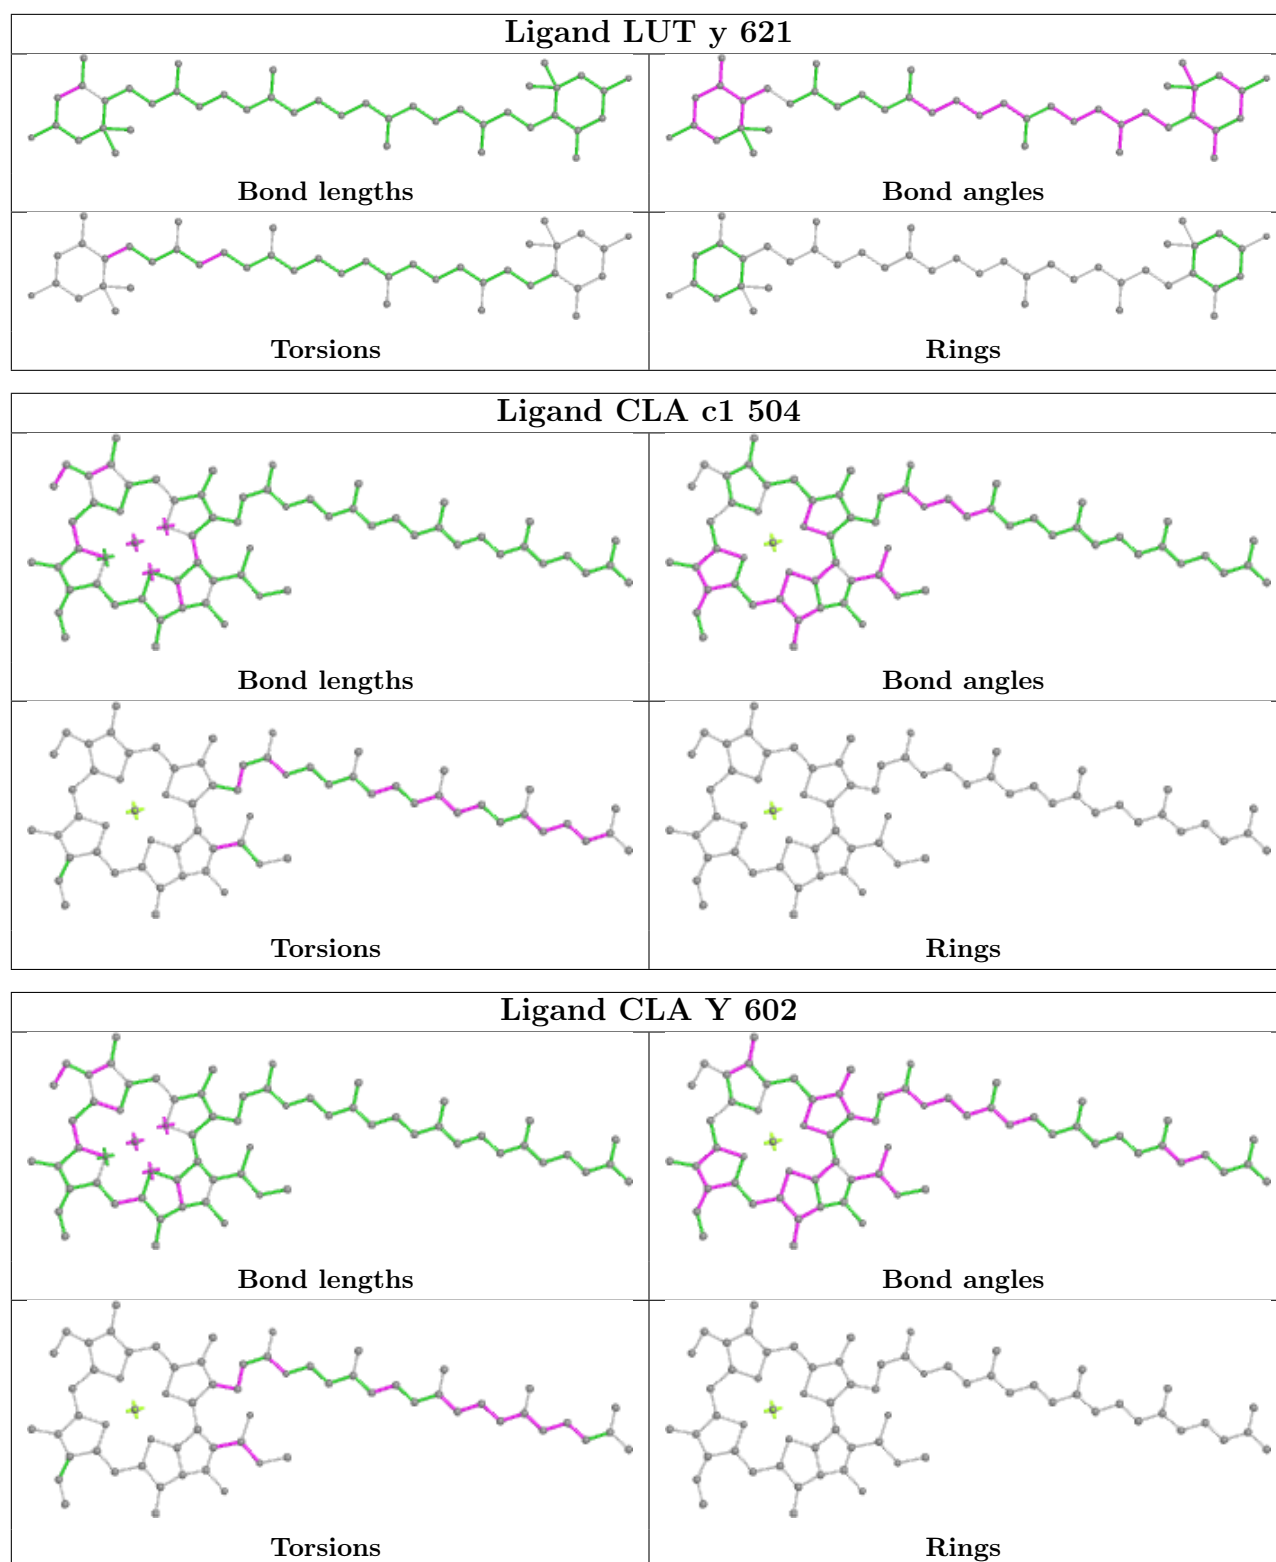 Ligand LUT y 621
Bond lengths
Bond angles
Torsions
Rings
Ligand CLA c1 504
Bond lengths
Bond angles
Torsions
Rings
Ligand CLA Y 602
Bond lengths
Bond angles
Torsions
Rings